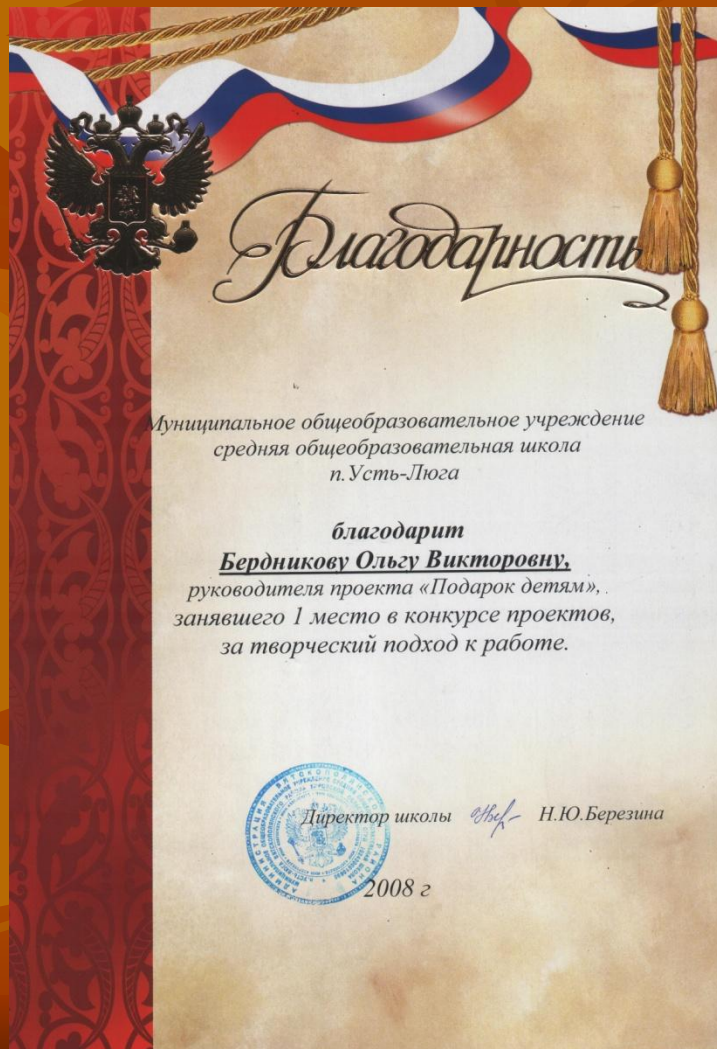 Благодарность
Муниципальное общеобразовательное учреждение
средняя общеобразовательная школа
п.Усть-Люга
благодарит
Бердникову Ольгу Викторовну,
руководителя проекта «Подарок детям»,
занявшего 1 место в конкурсе проектов,
за творческий подход к работе.
Директор школы Н.Ю.Березина
2008 г